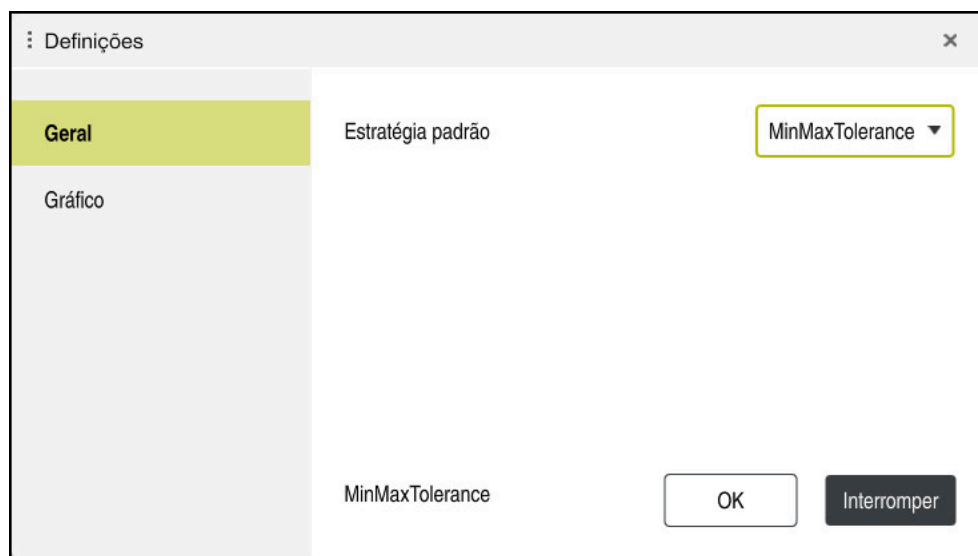 Definições
Geral
Estratégia padrão
MinMaxTolerance
Gráfico
MinMaxTolerance
OK
Interromper